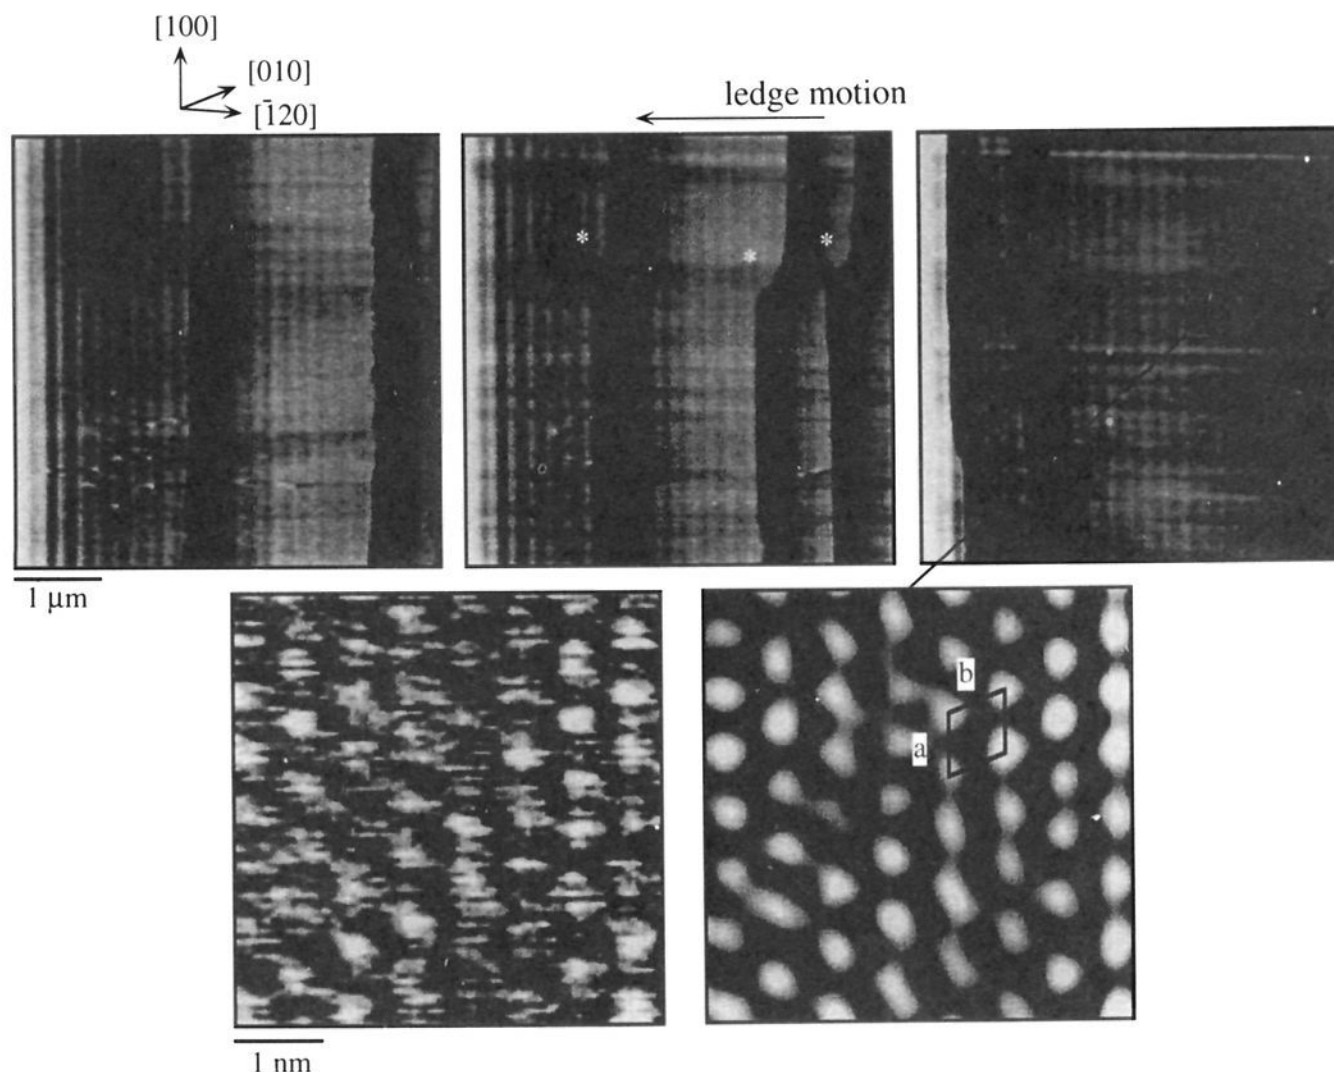 [100]
[010]
[1̄20]
ledge motion
*
*
*
1 μm
b
a
1 nm